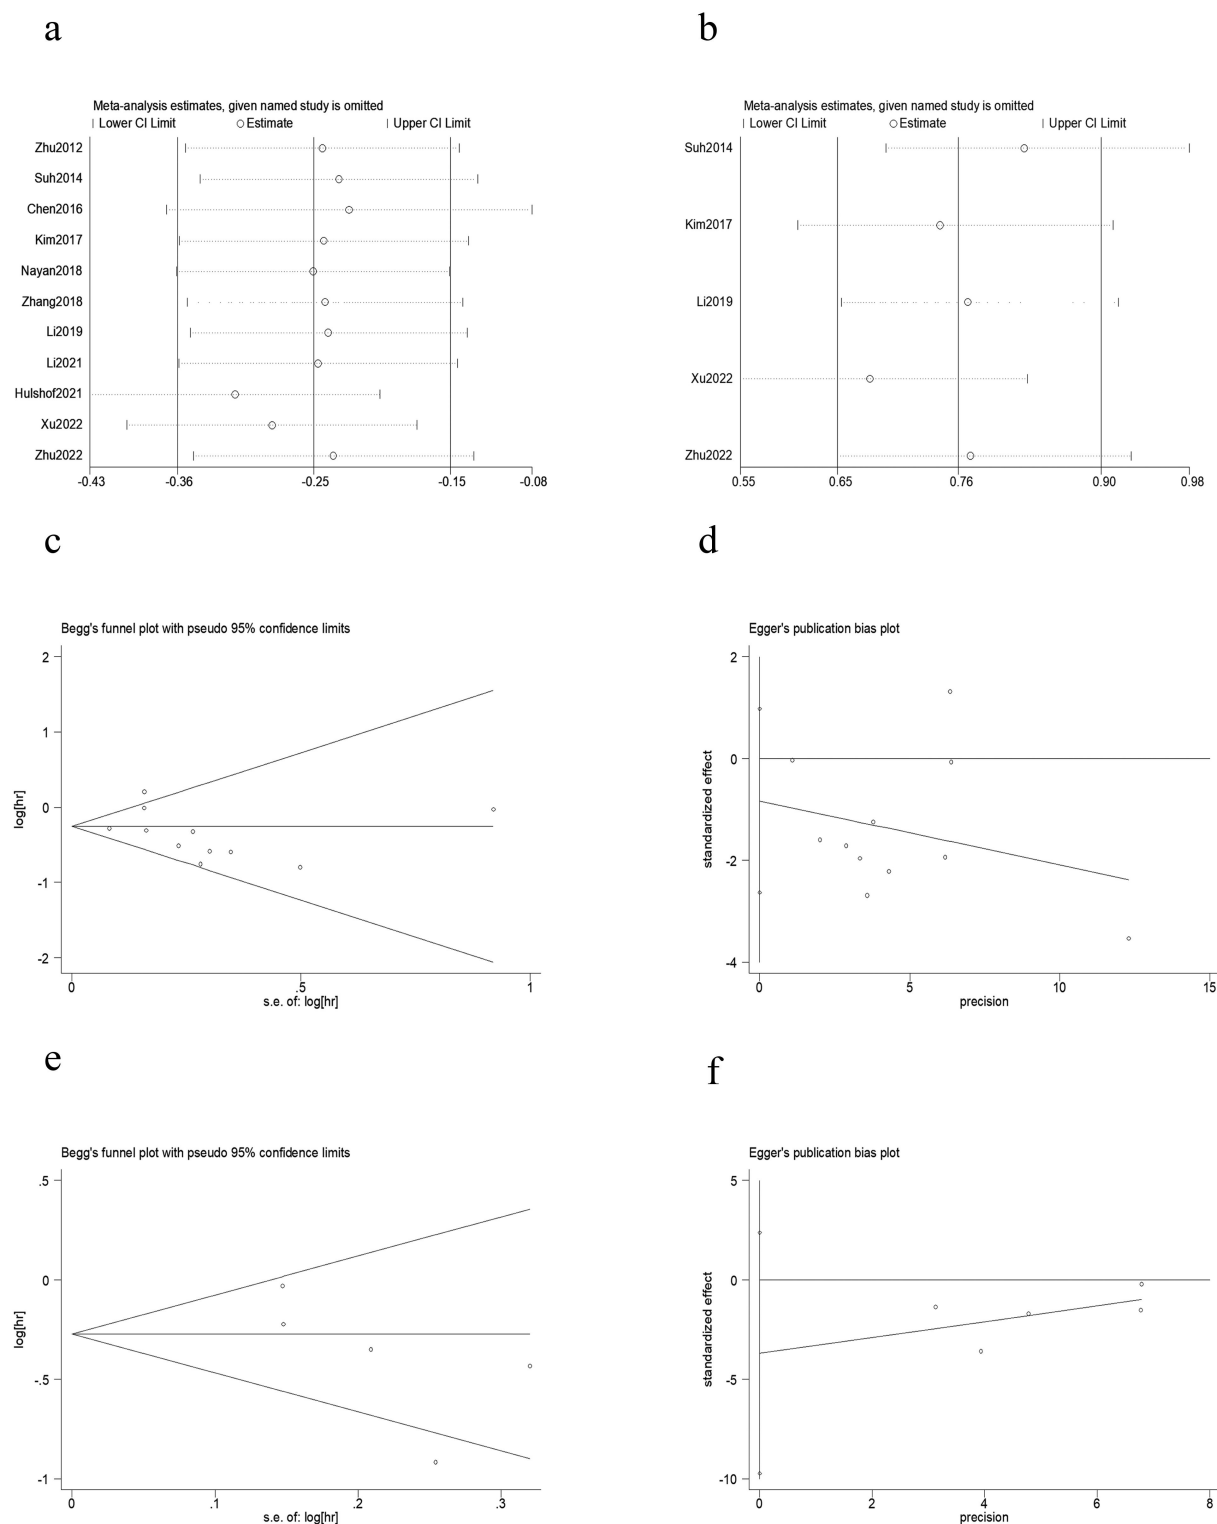 a
Meta-analysis estimates, given named study is omitted
| Lower CI Limit ○ Estimate | Upper CI Limit
Zhu2012
Suh2014
Chen2016
Kim2017
Nayan2018
Zhang2018
Li2019
Li2021
Hulshof2021
Xu2022
Zhu2022
-0.43 -0.36 -0.25 -0.15 -0.08
b
Meta-analysis estimates, given named study is omitted
| Lower CI Limit ○ Estimate | Upper CI Limit
Suh2014
Kim2017
Li2019
Xu2022
Zhu2022
0.55 0.65 0.76 0.90 0.98
c
Begg's funnel plot with pseudo 95% confidence limits
log[hr]
2
1
0
-1
-2
0 .5 1
s.e. of: log[hr]
d
Egger's publication bias plot
standardized effect
2
0
-2
-4
0 5 10 15
precision
e
Begg's funnel plot with pseudo 95% confidence limits
log[hr]
.5
0
-.5
-1
0 .1 .2 .3
s.e. of: log[hr]
f
Egger's publication bias plot
standardized effect
5
0
-5
-10
0 2 4 6 8
precision